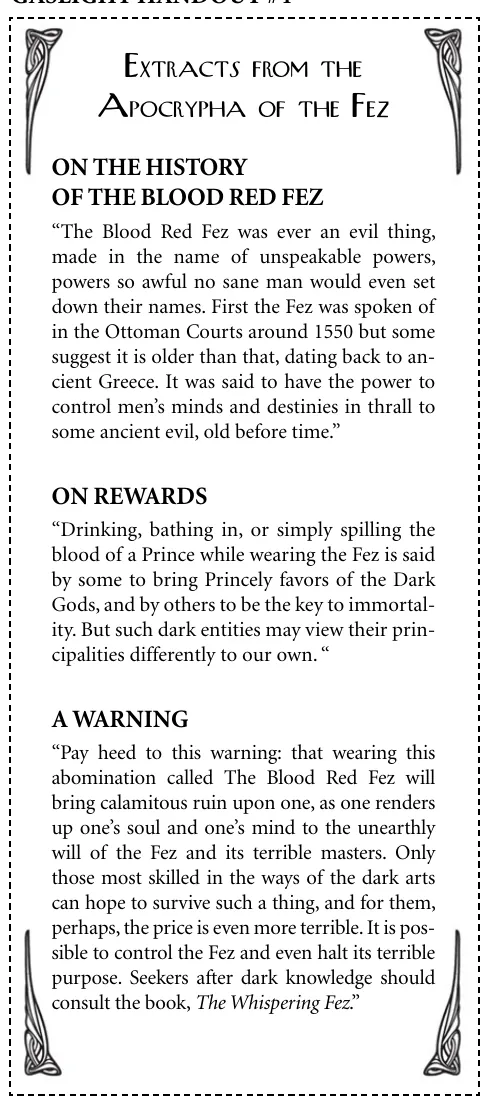 GASLIGHT HANDOUT #1
EXTRACTS FROM THE
APOCRYPHA OF THE FEZ
ON THE HISTORY
OF THE BLOOD RED FEZ
“The Blood Red Fez was ever an evil thing,
made in the name of unspeakable powers,
powers so awful no sane man would even set
down their names. First the Fez was spoken of
in the Ottoman Courts around 1550 but some
suggest it is older than that, dating back to an-
cient Greece. It was said to have the power to
control men’s minds and destinies in thrall to
some ancient evil, old before time.”
ON REWARDS
“Drinking, bathing in, or simply spilling the
blood of a Prince while wearing the Fez is said
by some to bring Princely favors of the Dark
Gods, and by others to be the key to immortal-
ity. But such dark entities may view their prin-
cipalities differently to our own. “
A WARNING
“Pay heed to this warning: that wearing this
abomination called The Blood Red Fez will
bring calamitous ruin upon one, as one renders
up one’s soul and one’s mind to the unearthly
will of the Fez and its terrible masters. Only
those most skilled in the ways of the dark arts
can hope to survive such a thing, and for them,
perhaps, the price is even more terrible. It is pos-
sible to control the Fez and even halt its terrible
purpose. Seekers after dark knowledge should
consult the book, The Whispering Fez.”